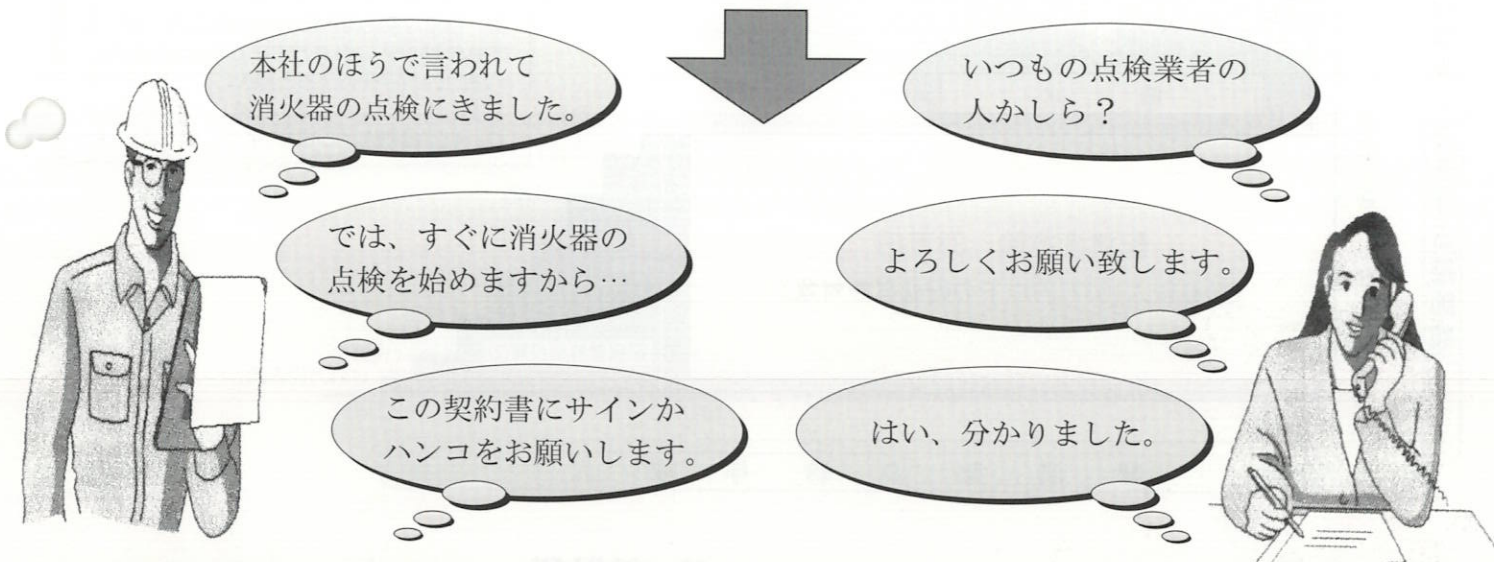 本社のほうで言われて
消火器の点検にきました。
いつもの点検業者の
人かしら？
では、すぐに消火器の
点検を始めますから…
よろしくお願い致します。
この契約書にサインか
ハンコをお願いします。
はい、分かりました。